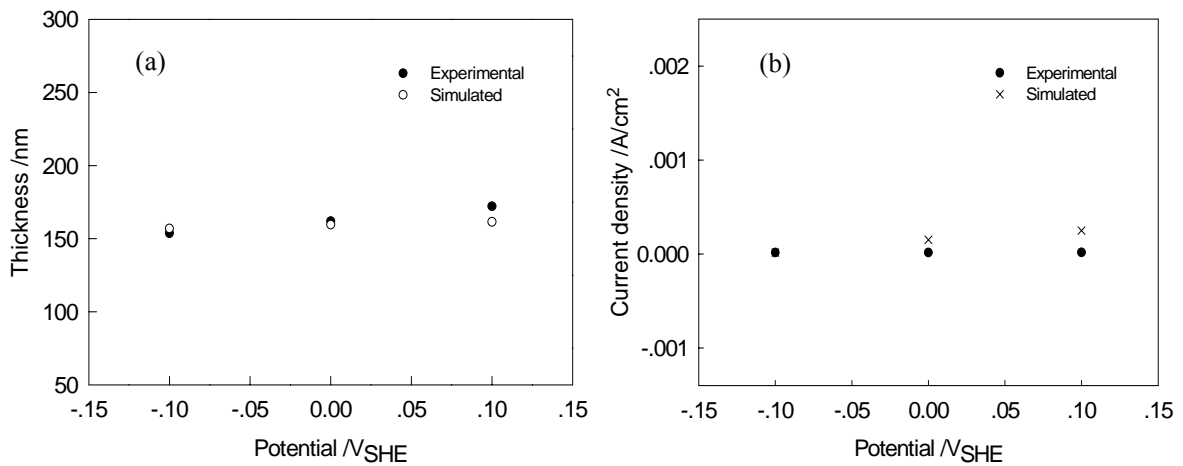 (a)
Experimental
Simulated
300
250
200
150
100
50
-.15 -.10 -.05 0.00 .05 .10 .15
Thickness /nm
Potential /V_SHE
(b)
Experimental
Simulated
.002
.001
0.000
-.001
-.15 -.10 -.05 0.00 .05 .10 .15
Current density /A/cm²
Potential /V_SHE